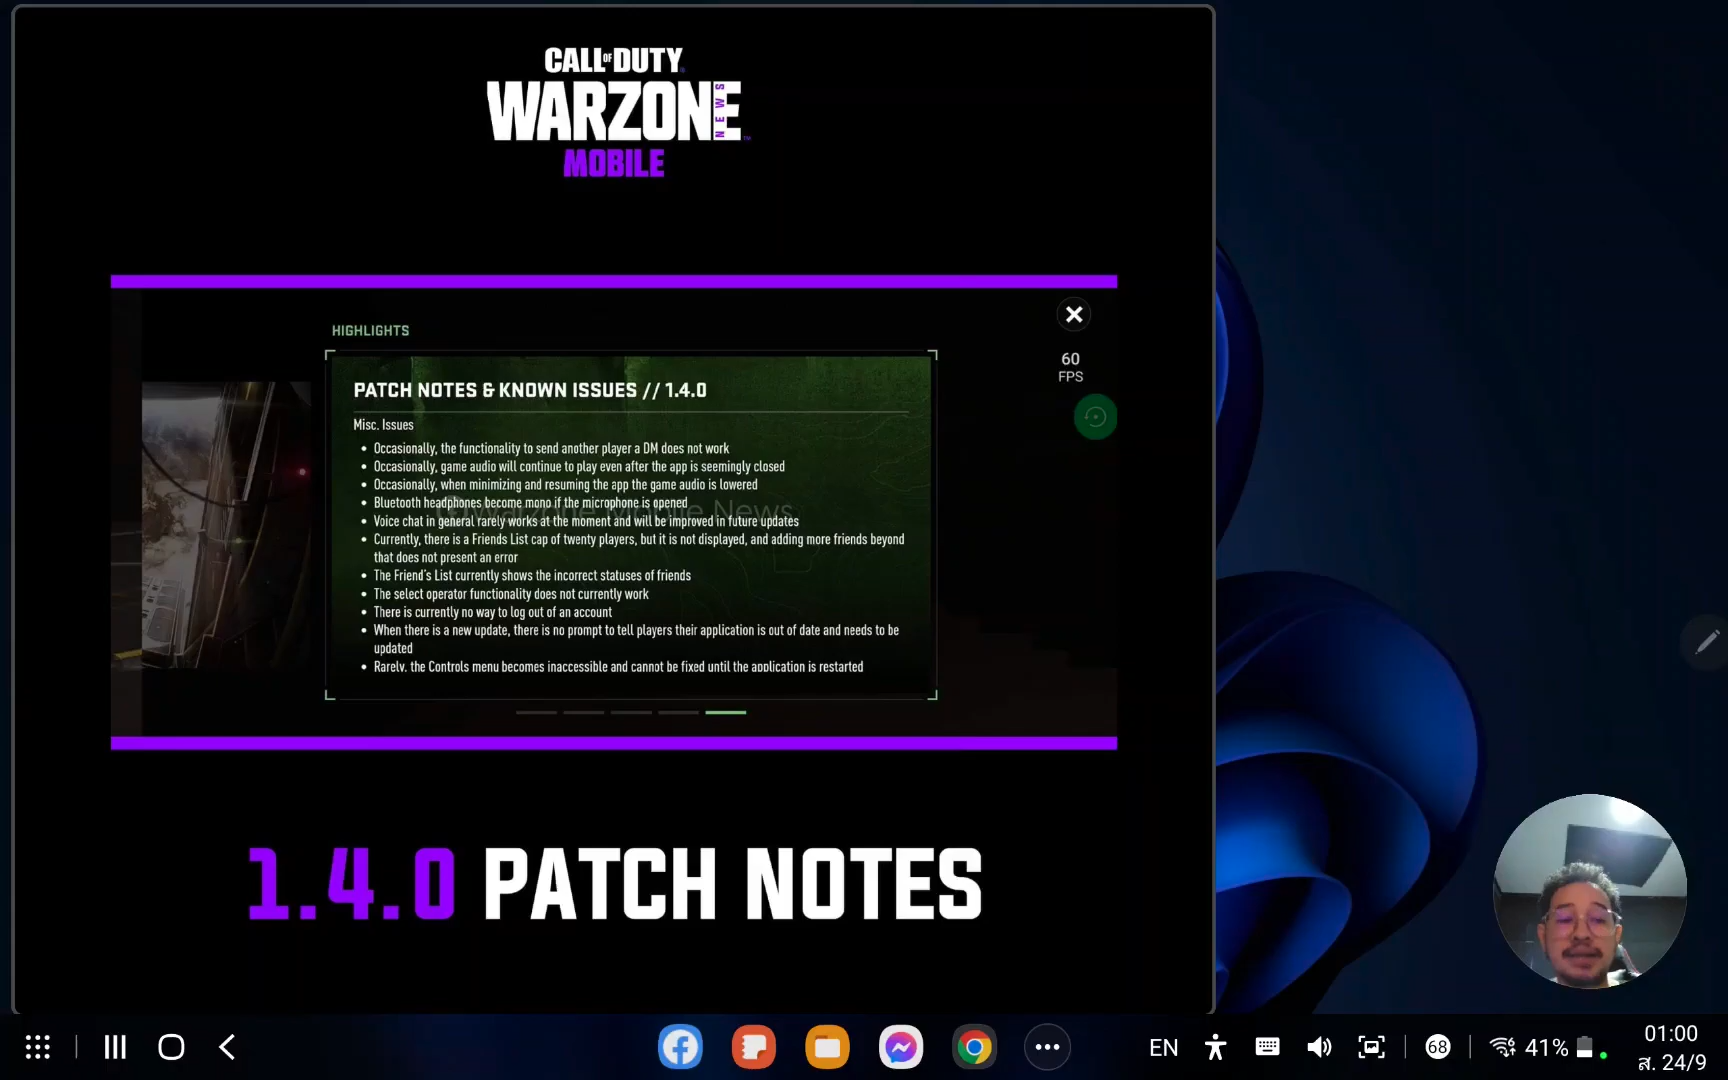 CALL OF DUTY
WARZONE NEWS ™
MOBILE
HIGHLIGHTS
60
FPS
PATCH NOTES & KNOWN ISSUES // 1.4.0
Misc. Issues
• Occasionally, the functionality to send another player a DM does not work
• Occasionally, game audio will continue to play even after the app is seemingly closed
• Occasionally, when minimizing and resuming the app the game audio is lowered
• Bluetooth headphones become mono if the microphone is opened
Warzone Mobile News
• Voice chat in general rarely works at the moment and will be improved in future updates
• Currently, there is a Friends List cap of twenty players, but it is not displayed, and adding more friends beyond
that does not present an error
• The Friend's List currently shows the incorrect statuses of friends
• The select operator functionality does not currently work
• There is currently no way to log out of an account
• When there is a new update, there is no prompt to tell players their application is out of date and needs to be
updated
• Rarely, the Controls menu becomes inaccessible and cannot be fixed until the application is restarted
1.4.0 PATCH NOTES
EN
68
41%
01:00
ส. 24/9